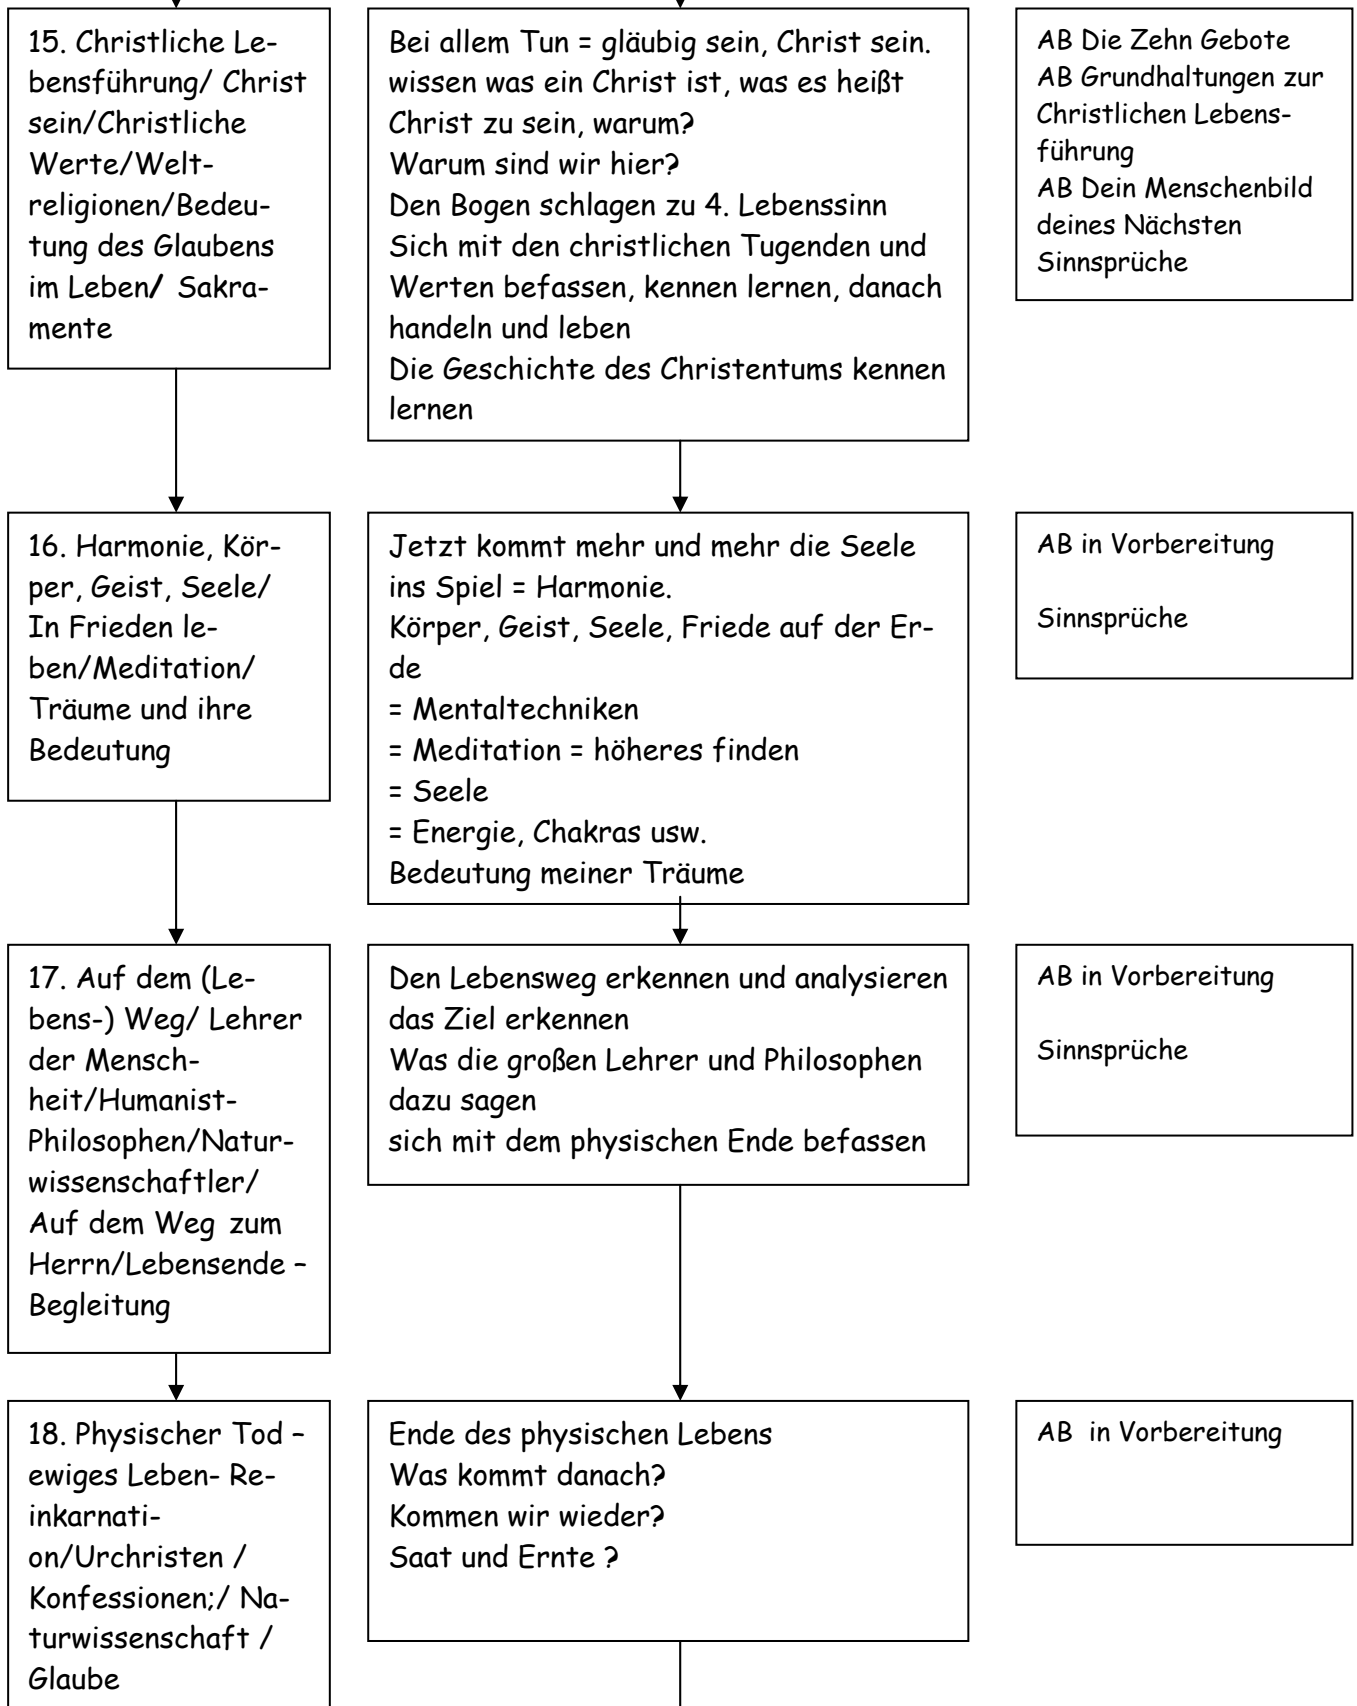 15. Christliche Le-
bensführung/ Christ
sein/Christliche
Werte/Welt-
religionen/Bedeu-
tung des Glaubens
im Leben/ Sakra-
mente
Bei allem Tun = gläubig sein, Christ sein.
wissen was ein Christ ist, was es heißt
Christ zu sein, warum?
Warum sind wir hier?
Den Bogen schlagen zu 4. Lebenssinn
Sich mit den christlichen Tugenden und
Werten befassen, kennen lernen, danach
handeln und leben
Die Geschichte des Christentums kennen
lernen
AB Die Zehn Gebote
AB Grundhaltungen zur
Christlichen Lebens-
führung
AB Dein Menschenbild
deines Nächsten
Sinnsprüche
16. Harmonie, Kör-
per, Geist, Seele/
In Frieden le-
ben/Meditation/
Träume und ihre
Bedeutung
Jetzt kommt mehr und mehr die Seele
ins Spiel = Harmonie.
Körper, Geist, Seele, Friede auf der Er-
de
= Mentaltechniken
= Meditation = höheres finden
= Seele
= Energie, Chakras usw.
Bedeutung meiner Träume
AB in Vorbereitung
Sinnsprüche
17. Auf dem (Le-
bens-) Weg/ Lehrer
der Mensch-
heit/Humanist-
Philosophen/Natur-
wissenschaftler/
Auf dem Weg zum
Herrn/Lebensende –
Begleitung
Den Lebensweg erkennen und analysieren
das Ziel erkennen
Was die großen Lehrer und Philosophen
dazu sagen
sich mit dem physischen Ende befassen
AB in Vorbereitung
Sinnsprüche
18. Physischer Tod –
ewiges Leben- Re-
inkarnati-
on/Urchristen /
Konfessionen;/ Na-
turwissenschaft /
Glaube
Ende des physischen Lebens
Was kommt danach?
Kommen wir wieder?
Saat und Ernte ?
AB in Vorbereitung